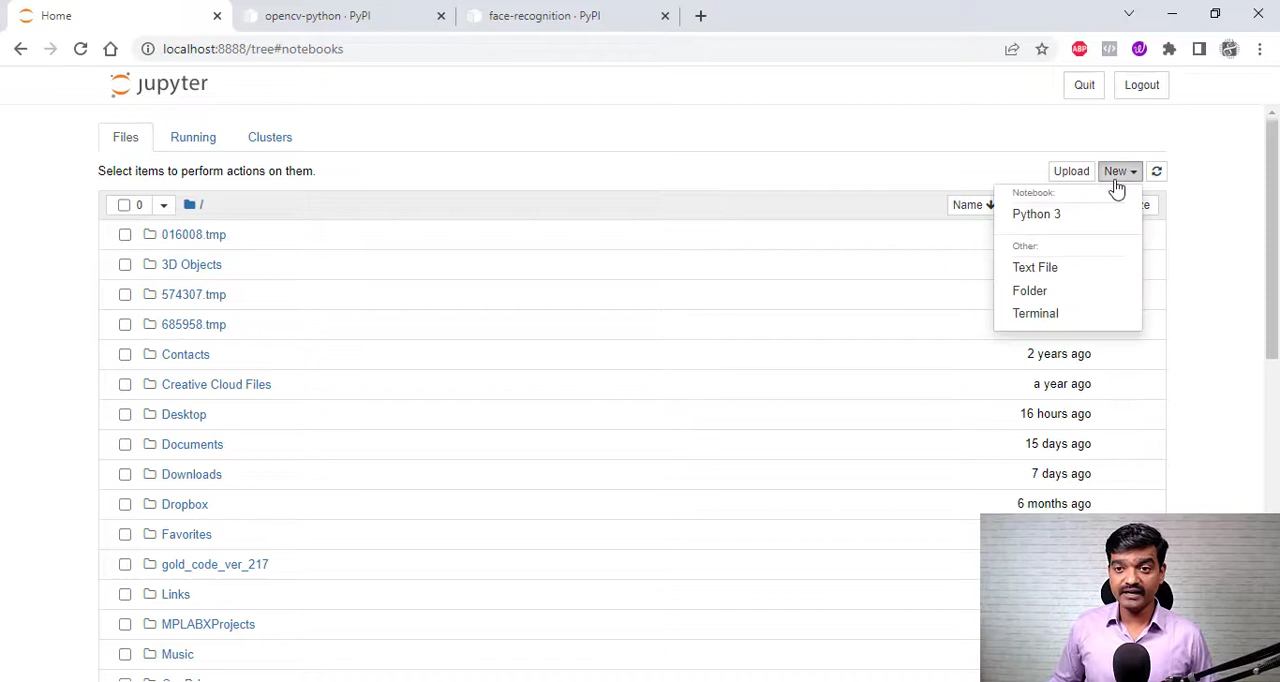 Home
opencv-python · PyPI
face-recognition · PyPI
localhost:8888/tree#notebooks
ABP
jupyter
Quit
Logout
Files
Running
Clusters
Select items to perform actions on them.
Upload
New
0
/
Name
Notebook:
Python 3
Other:
Text File
Folder
Terminal
016008.tmp
3D Objects
574307.tmp
685958.tmp
Contacts
2 years ago
Creative Cloud Files
a year ago
Desktop
16 hours ago
Documents
15 days ago
Downloads
7 days ago
Dropbox
6 months ago
Favorites
gold_code_ver_217
Links
MPLABXProjects
Music